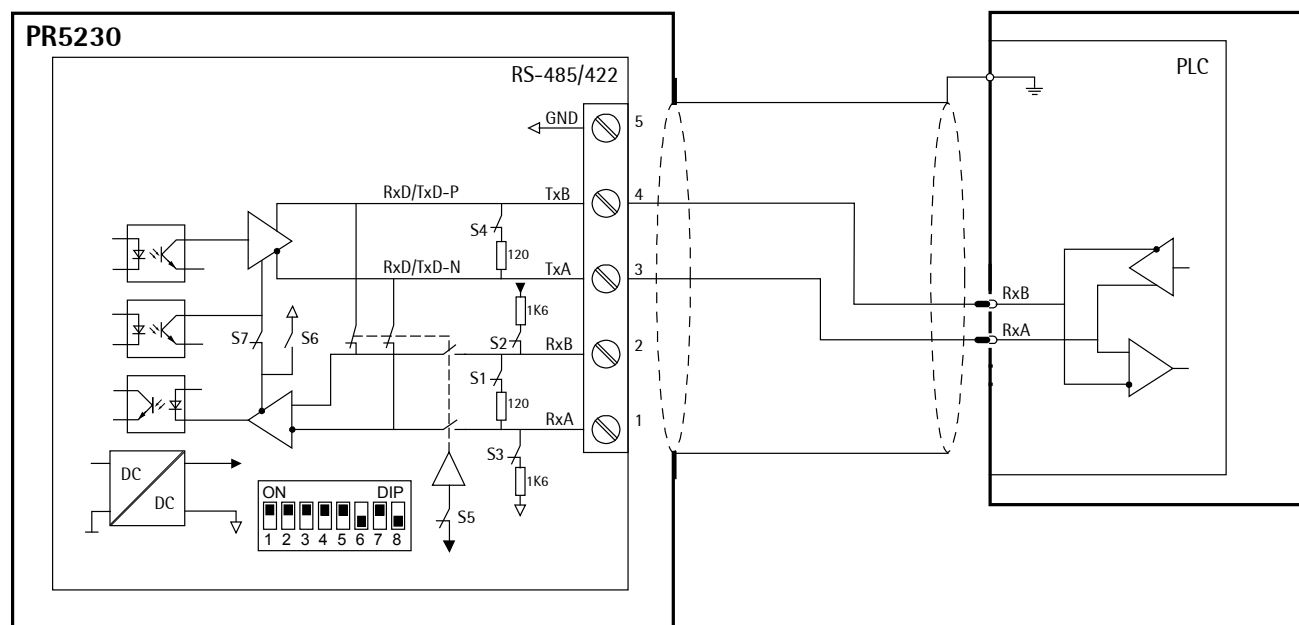 PR5230
RS-485/422
PLC
GND
5
RxD/TxD-P
TxB
4
S4
120
RxD/TxD-N
TxA
3
1K6
RxB
S7
S6
S2
RxB
2
RxA
S1
120
RxA
1
S3
1K6
DC
DC
ON
DIP
S5
1 2 3 4 5 6 7 8